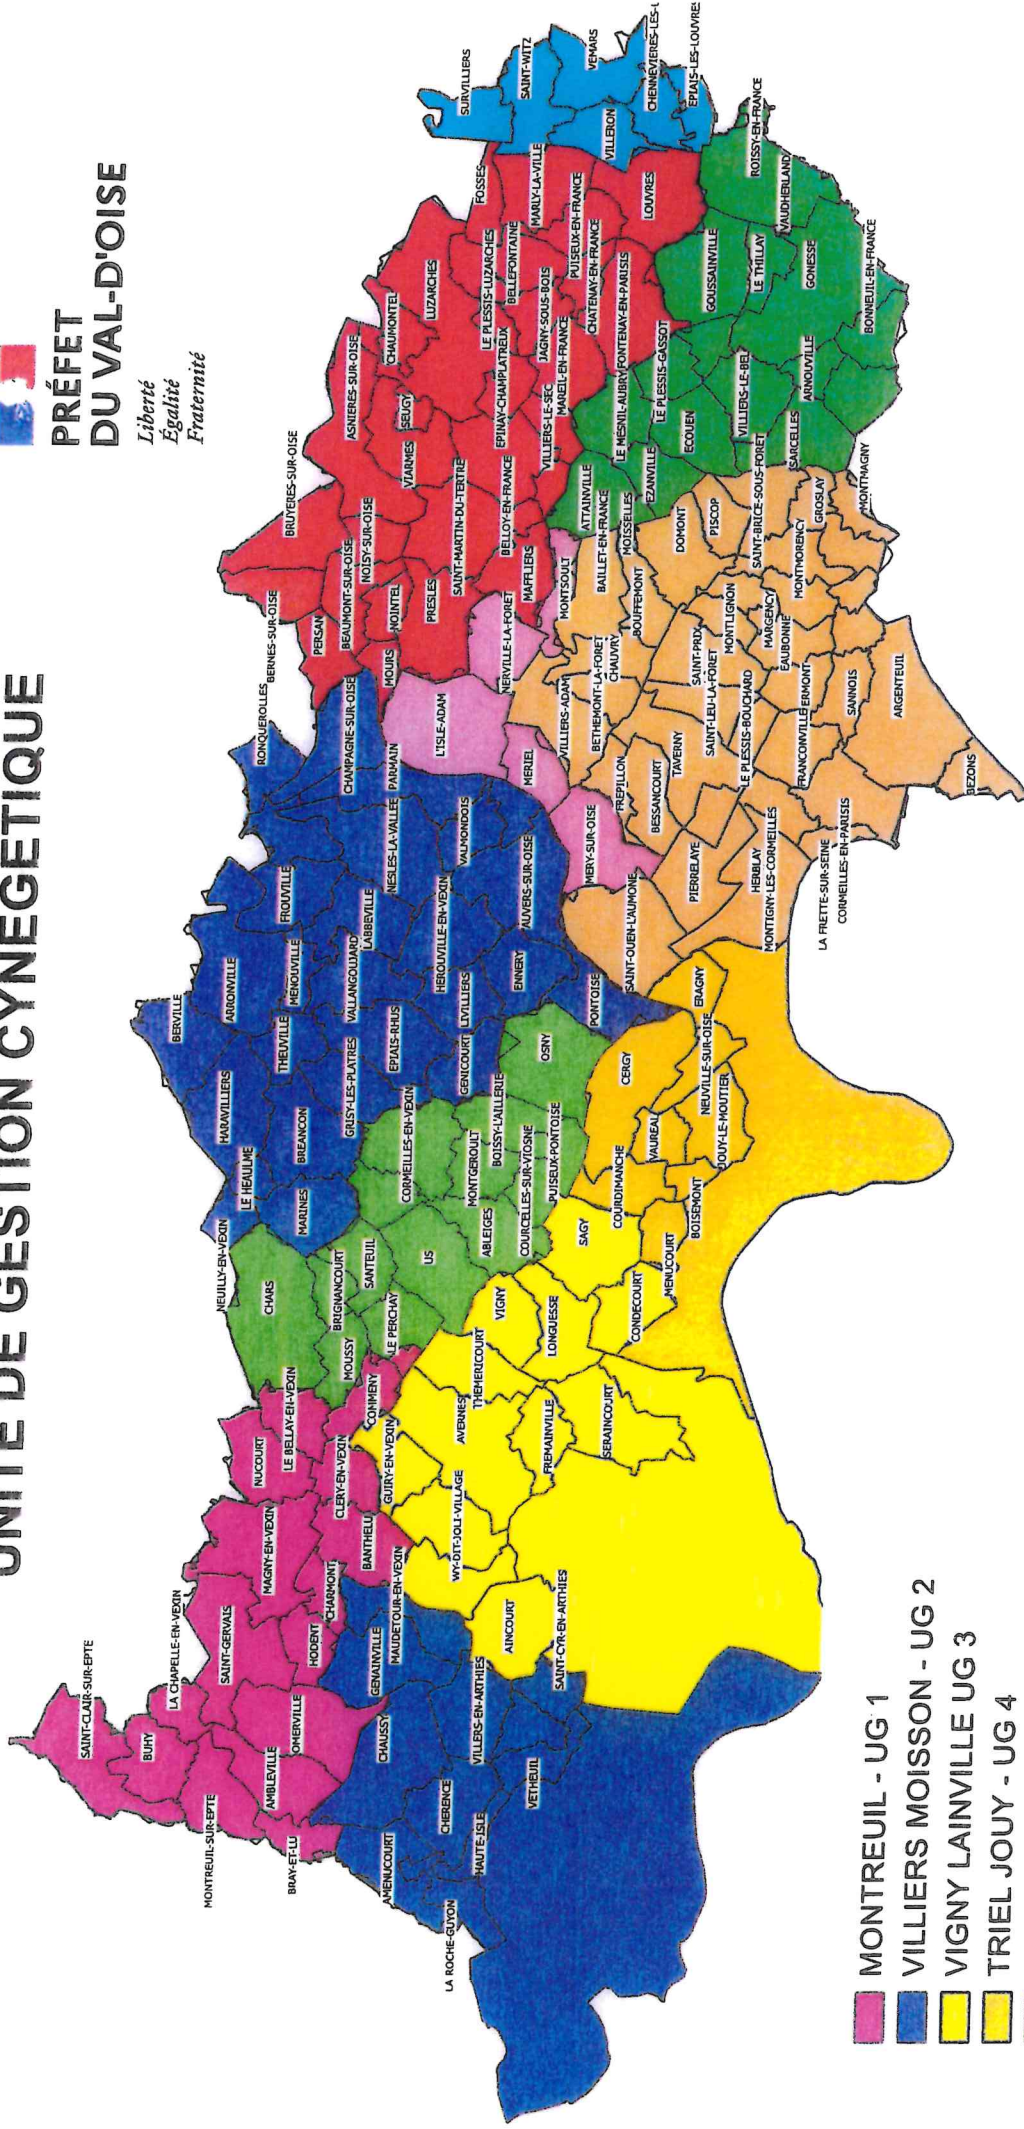 UNITE DE GESTION CYNEGETIQUE
PRÉFET
DU VAL-D'OISE
Liberté
Égalité
Fraternité
SAINT-CLAIR-SUR-EPTE
BUHY
LA CHAPELLE-EN-VEXIN
MONTREUIL-SUR-EPTE
SAINT-GERVAIS
MAGNY-EN-VEXIN
NUCOURT
LE BELLAY-EN-VEXIN
AMBLEVILLE
OMERVILLE
HODENT
CHARMONT
BRAY-ET-LU
CLERY-EN-VEXIN
COMMENY
BANTHELU
GENAINVILLE
MAUDETOUR-EN-VEXIN
GUIRY-EN-VEXIN
CHAUSSY
AMENUCOURT
CHERENCE
VILLERS-EN-ARTHIES
LA ROCHE-GUYON
HAUTE-ISLE
VETHEUIL
SAINT-CYR-EN-ARTHIES
AINCOURT
WY-DIT-JOLI-VILLAGE
AVERNES
THEMERICOURT
VIGNY
FREMAINVILLE
LONGUESSE
SERAINCOURT
CONDECOURT
SAGY
NEUILLY-EN-VEXIN
CHARS
MOUSSY
BRIGNANCOURT
SANTEUIL
LE PERCHAY
US
ABLEIGES
MONTGEROULT
COURCELLES-SUR-VIOSNE
BOISSY-L'AILLERIE
PUISEUX-PONTOISE
CORMEILLES-EN-VEXIN
OSNY
BERVILLE
HARAVILLIERS
LE HEAULME
MARINES
BREANCON
ARRONVILLE
THEUVILLE
MENOUVILLE
FROUVILLE
GRISY-LES-PLATRES
VALLANGOUJARD
LABBEVILLE
EPIAIS-RHUS
NESLES-LA-VALLEE
HEROUVILLE-EN-VEXIN
GENICOURT
LIVILLIERS
ENNERY
VALMONDOIS
AUVERS-SUR-OISE
PONTOISE
PARMAIN
CHAMPAGNE-SUR-OISE
RONQUEROLLES
COURDIMANCHE
MENUCOURT
BOISEMONT
VAUREAL
CERGY
JOUY-LE-MOUTIER
NEUVILLE-SUR-OISE
ERAGNY
BERNES-SUR-OISE
BRUYERES-SUR-OISE
PERSAN
BEAUMONT-SUR-OISE
NOISY-SUR-OISE
MOURS
NOINTEL
PRESLES
ASNIERES-SUR-OISE
VIARMES
SEUGY
CHAUMONTEL
LUZARCHES
SAINT-MARTIN-DU-TERTRE
BELLOY-EN-FRANCE
MAFFLIERS
EPINAY-CHAMPLATREUX
LE PLESSIS-LUZARCHES
BELLEFONTAINE
FOSSES
MARLY-LA-VILLE
VILLIERS-LE-SEC
JAGNY-SOUS-BOIS
MAREIL-EN-FRANCE
PUISEUX-EN-FRANCE
CHATENAY-EN-FRANCE
FONTENAY-EN-PARISIS
LOUVRES
SURVILLIERS
SAINT-WITZ
VEMARS
VILLERON
CHENNEVIERES-LES-L
EPIAIS-LES-LOUVRES
L'ISLE-ADAM
NERVILLE-LA-FORET
MONTSOULT
MERIEL
MERY-SUR-OISE
VILLIERS-ADAM
BETHEMONT-LA-FORET
CHAUVRY
BAILLET-EN-FRANCE
BOUFFEMONT
MOISSELLES
FREPILLON
BESSANCOURT
TAVERNY
SAINT-PRIX
SAINT-LEU-LA-FORET
MONTLIGNON
DOMONT
PISCOP
SAINT-OUEN-L'AUMONE
PIERRELAYE
HERBLAY
MONTIGNY-LES-CORMEILLES
LE PLESSIS-BOUCHARD
MARGENCY
EAUBONNE
MONTMORENCY
SAINT-BRICE-SOUS-FORET
GROSLAY
MONTMAGNY
FRANCONVILLE
ERMONT
SANNOIS
ARGENTEUIL
BEZONS
LA FRETTE-SUR-SEINE
CORMEILLES-EN-PARISIS
ATTAINVILLE
LE MESNIL-AUBRY
EZANVILLE
ECOUEN
LE PLESSIS-GASSOT
VILLIERS-LE-BEL
SARCELLES
ARNOUVILLE
GOUSSAINVILLE
LE THILLAY
GONESSE
BONNEUIL-EN-FRANCE
ROISSY-EN-FRANCE
VAUDHERLAND
MONTREUIL - UG 1
VILLIERS MOISSON - UG 2
VIGNY LAINVILLE UG 3
TRIEL JOUY - UG 4